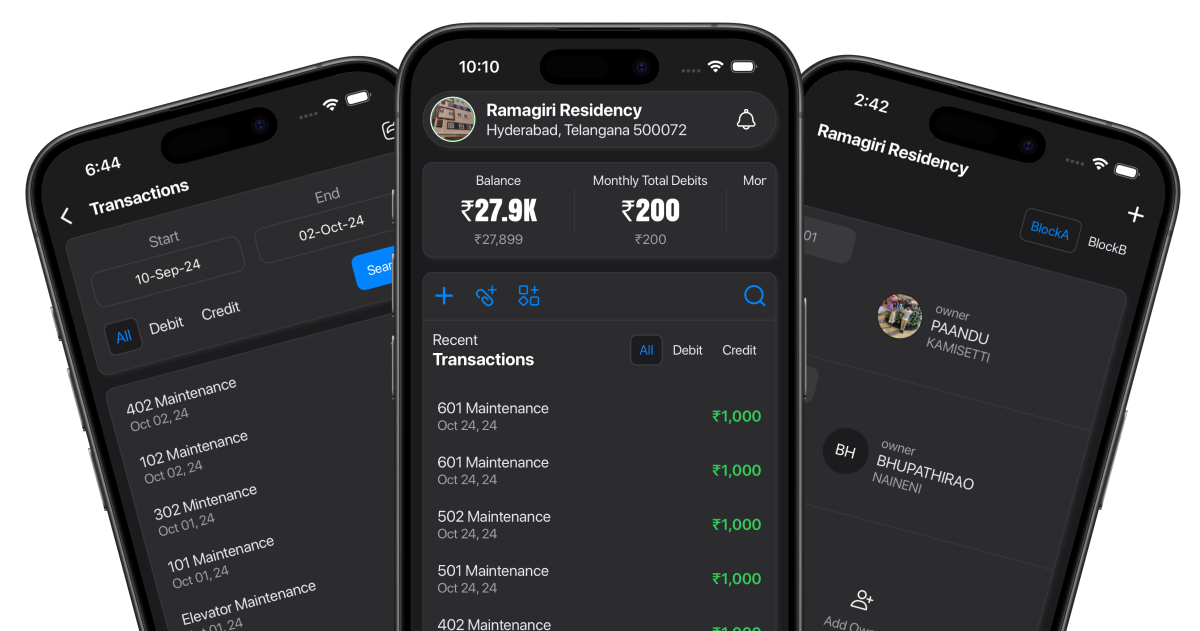 6:44
Transactions
Start
End
10-Sep-24
02-Oct-24
Sear
All
Debit
Credit
402 Maintenance
Oct 02, 24
102 Maintenance
Oct 02, 24
302 Mintenance
Oct 01, 24
101 Maintenance
Oct 01, 24
Elevator Maintenance
01, 24
10:10
Ramagiri Residency
Hyderabad, Telangana 500072
Balance
₹27.9K
₹27,899
Monthly Total Debits
₹200
₹200
Mor
Recent
Transactions
All
Debit
Credit
601 Maintenance
₹1,000
Oct 24, 24
601 Maintenance
₹1,000
Oct 24, 24
502 Maintenance
₹1,000
Oct 24, 24
501 Maintenance
₹1,000
Oct 24, 24
402 Maintenance
₹1,000
2:42
Ramagiri Residency
BlockA
BlockB
01
owner
PAANDU
KAMISETTI
BH
owner
BHUPATHIRAO
NAINENI
Add Own